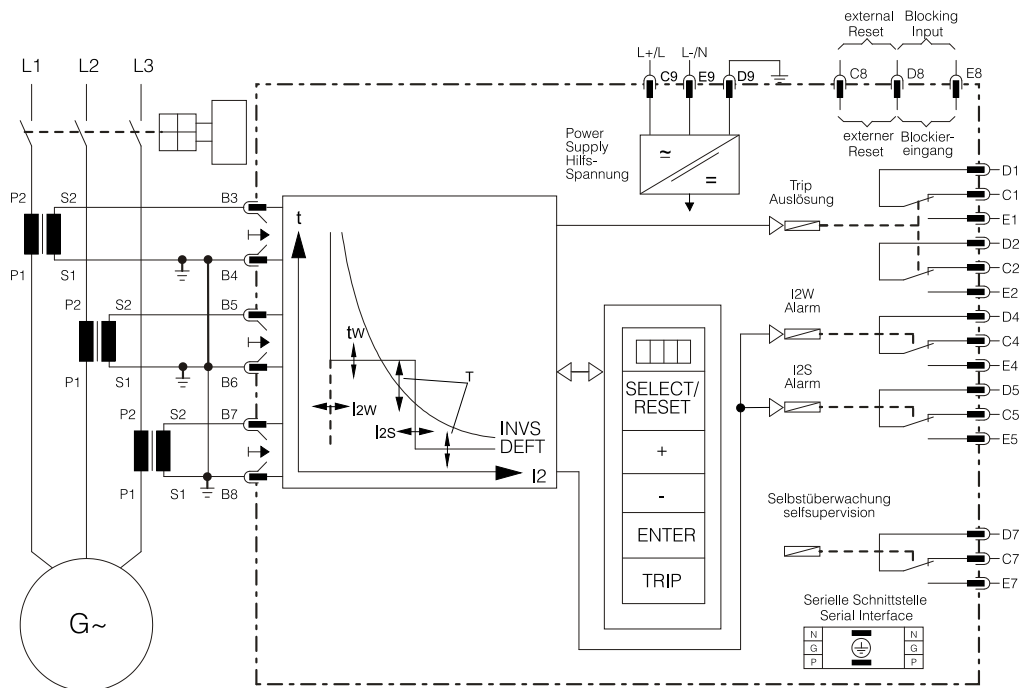 external
Reset
Blocking
Input
L+/L
L-/N
L1
L2
L3
C9
E9
D9
C8
D8
E8
Power
Supply
Hilfs-
Spannung
≃
=
externer
Reset
Blockier-
eingang
P2
S2
B3
P1
S1
B4
P2
S2
B5
P1
S1
B6
P2
S2
B7
P1
S1
B8
t
tw
T
I2W
I2S
INVS
DEFT
I2
SELECT/
RESET
+
-
ENTER
TRIP
Trip
Auslösung
D1
C1
E1
D2
C2
E2
I2W
Alarm
D4
C4
E4
I2S
Alarm
D5
C5
E5
Selbstüberwachung
selfsupervision
D7
C7
E7
Serielle Schnittstelle
Serial Interface
N
G
P
N
G
P
G~